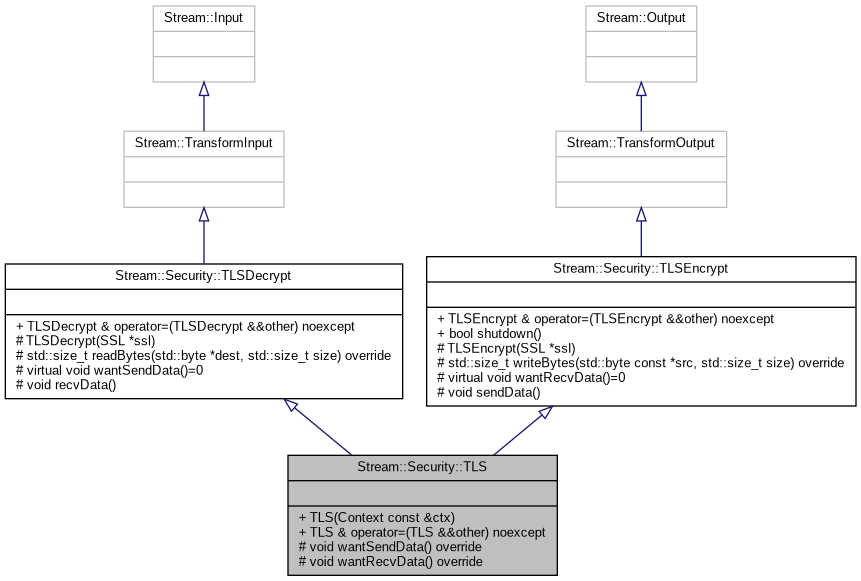 Stream::Input
Stream::Output
Stream::TransformInput
Stream::TransformOutput
Stream::Security::TLSDecrypt
+ TLSDecrypt & operator=(TLSDecrypt &&other) noexcept
# TLSDecrypt(SSL *ssl)
# std::size_t readBytes(std::byte *dest, std::size_t size) override
# virtual void wantSendData()=0
# void recvData()
Stream::Security::TLSEncrypt
+ TLSEncrypt & operator=(TLSEncrypt &&other) noexcept
+ bool shutdown()
# TLSEncrypt(SSL *ssl)
# std::size_t writeBytes(std::byte const *src, std::size_t size) override
# virtual void wantRecvData()=0
# void sendData()
Stream::Security::TLS
+ TLS(Context const &ctx)
+ TLS & operator=(TLS &&other) noexcept
# void wantSendData() override
# void wantRecvData() override